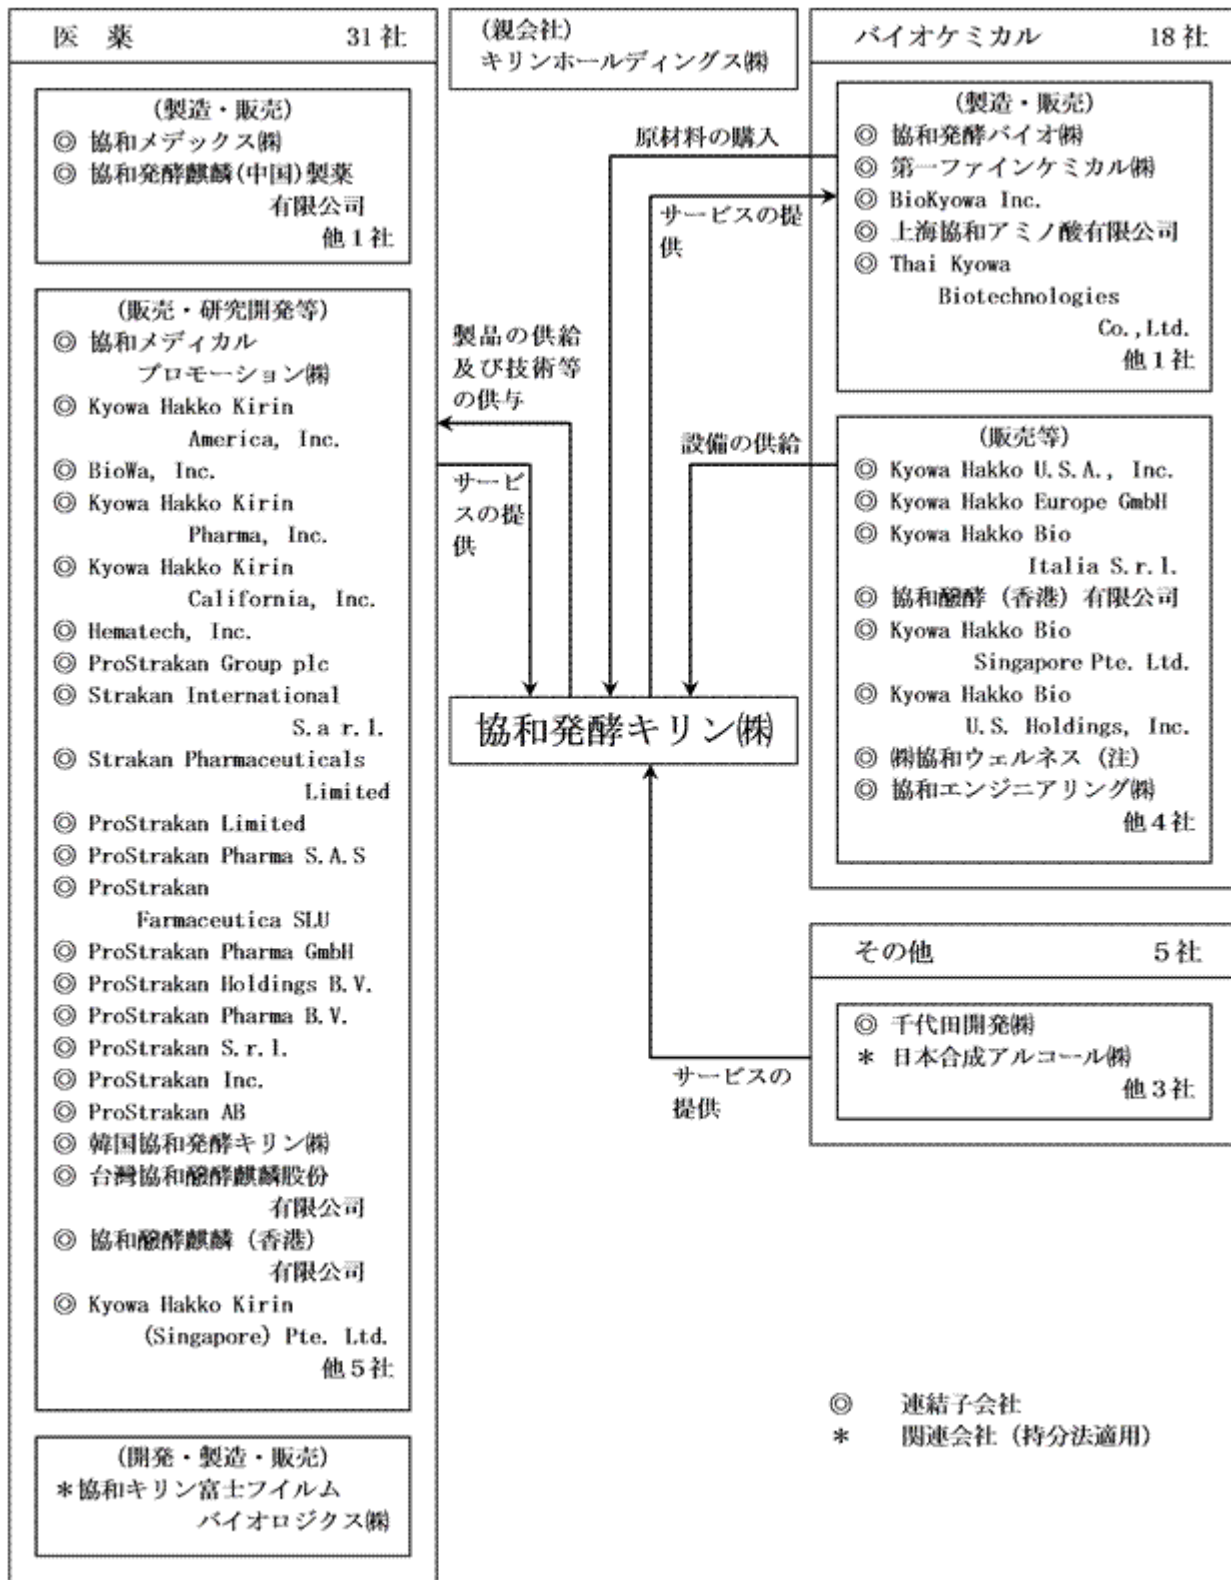 医 薬 31社
(製造・販売)
◎ 協和メデックス㈱
◎ 協和発酵麒麟(中国)製薬
有限公司
他1社
(販売・研究開発等)
◎ 協和メディカル
プロモーション㈱
◎ Kyowa Hakko Kirin
America, Inc.
◎ BioWa, Inc.
◎ Kyowa Hakko Kirin
Pharma, Inc.
◎ Kyowa Hakko Kirin
California, Inc.
◎ Hematech, Inc.
◎ ProStrakan Group plc
◎ Strakan International
S.a r.l.
◎ Strakan Pharmaceuticals
Limited
◎ ProStrakan Limited
◎ ProStrakan Pharma S.A.S
◎ ProStrakan
Farmaceutica SLU
◎ ProStrakan Pharma GmbH
◎ ProStrakan Holdings B.V.
◎ ProStrakan Pharma B.V.
◎ ProStrakan S.r.l.
◎ ProStrakan Inc.
◎ ProStrakan AB
◎ 韓国協和発酵キリン㈱
◎ 台灣協和醱酵麒麟股份
有限公司
◎ 協和醱酵麒麟(香港)
有限公司
◎ Kyowa Hakko Kirin
(Singapore) Pte. Ltd.
他5社
(開発・製造・販売)
*協和キリン富士フイルム
バイオロジクス㈱
(親会社)
キリンホールディングス㈱
原材料の購入
サービスの提
供
製品の供給
及び技術等
の供与
設備の供給
サービ
スの提
供
協和発酵キリン㈱
サービスの
提供
バイオケミカル 18社
(製造・販売)
◎ 協和発酵バイオ㈱
◎ 第一ファインケミカル㈱
◎ BioKyowa Inc.
◎ 上海協和アミノ酸有限公司
◎ Thai Kyowa
Biotechnologies
Co.,Ltd.
他1社
(販売等)
◎ Kyowa Hakko U.S.A., Inc.
◎ Kyowa Hakko Europe GmbH
◎ Kyowa Hakko Bio
Italia S.r.l.
◎ 協和醱酵(香港)有限公司
◎ Kyowa Hakko Bio
Singapore Pte. Ltd.
◎ Kyowa Hakko Bio
U.S. Holdings, Inc.
◎ ㈱協和ウェルネス(注)
◎ 協和エンジニアリング㈱
他4社
その他 5社
◎ 千代田開発㈱
* 日本合成アルコール㈱
他3社
◎ 連結子会社
* 関連会社(持分法適用)